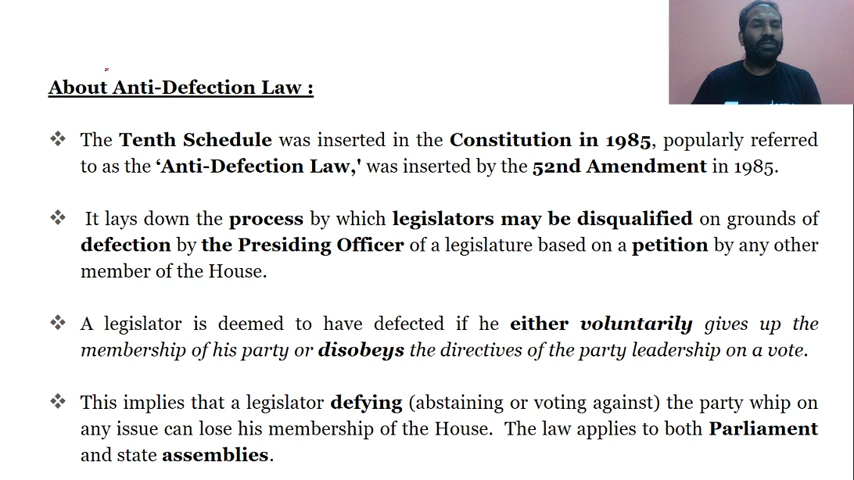 About Anti-Defection Law :
❖ The Tenth Schedule was inserted in the Constitution in 1985, popularly referred
to as the ‘Anti-Defection Law,' was inserted by the 52nd Amendment in 1985.
❖ It lays down the process by which legislators may be disqualified on grounds of
defection by the Presiding Officer of a legislature based on a petition by any other
member of the House.
❖ A legislator is deemed to have defected if he either voluntarily gives up the
membership of his party or disobeys the directives of the party leadership on a vote.
❖ This implies that a legislator defying (abstaining or voting against) the party whip on
any issue can lose his membership of the House. The law applies to both Parliament
and state assemblies.